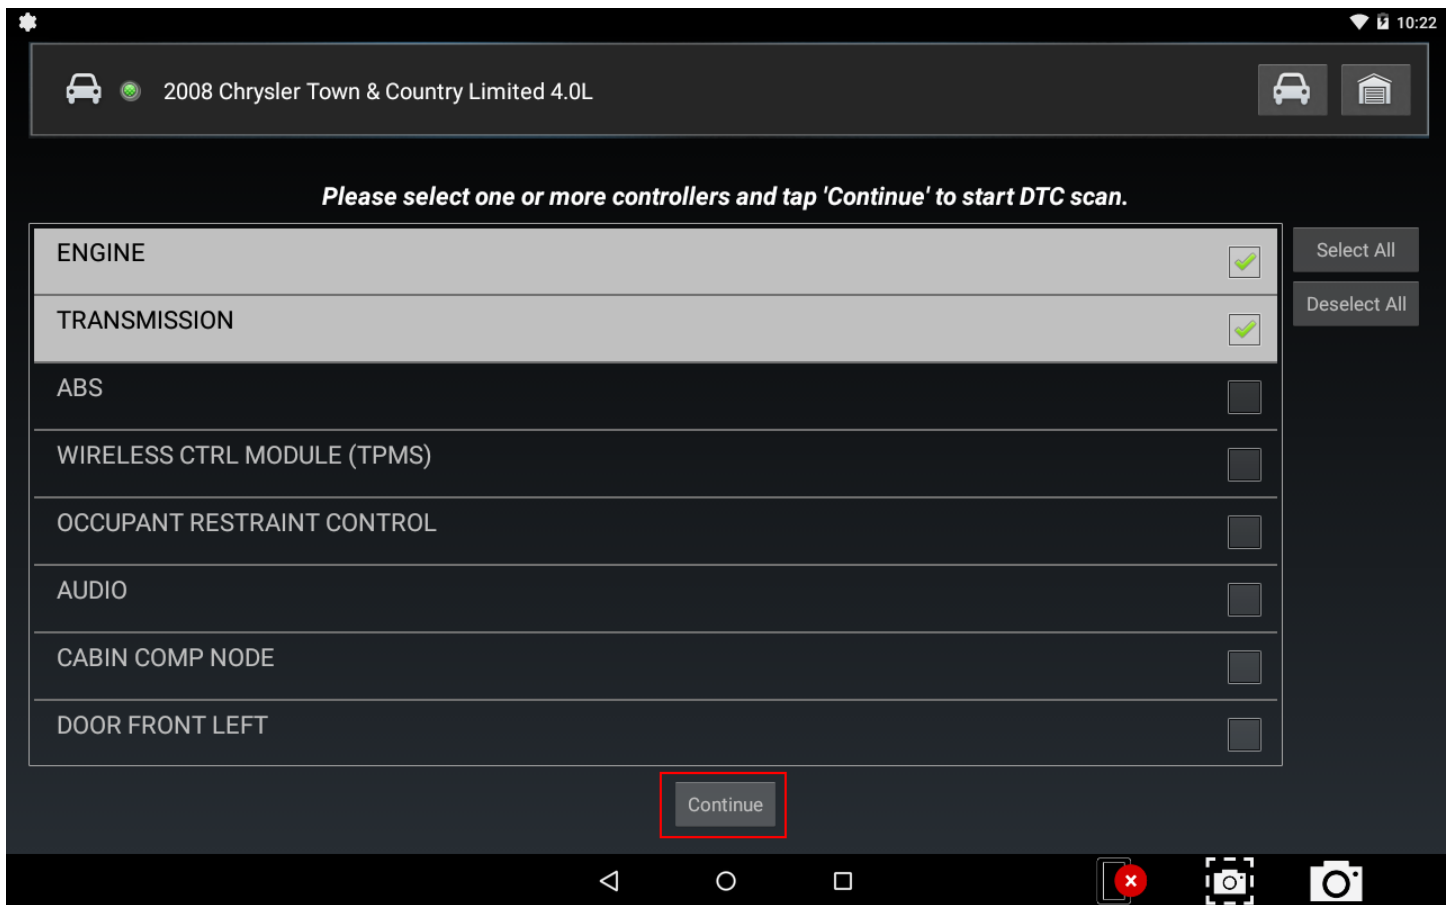 10:22
2008 Chrysler Town & Country Limited 4.0L
Please select one or more controllers and tap 'Continue' to start DTC scan.
ENGINE
Select All
TRANSMISSION
Deselect All
ABS
WIRELESS CTRL MODULE (TPMS)
OCCUPANT RESTRAINT CONTROL
AUDIO
CABIN COMP NODE
DOOR FRONT LEFT
Continue